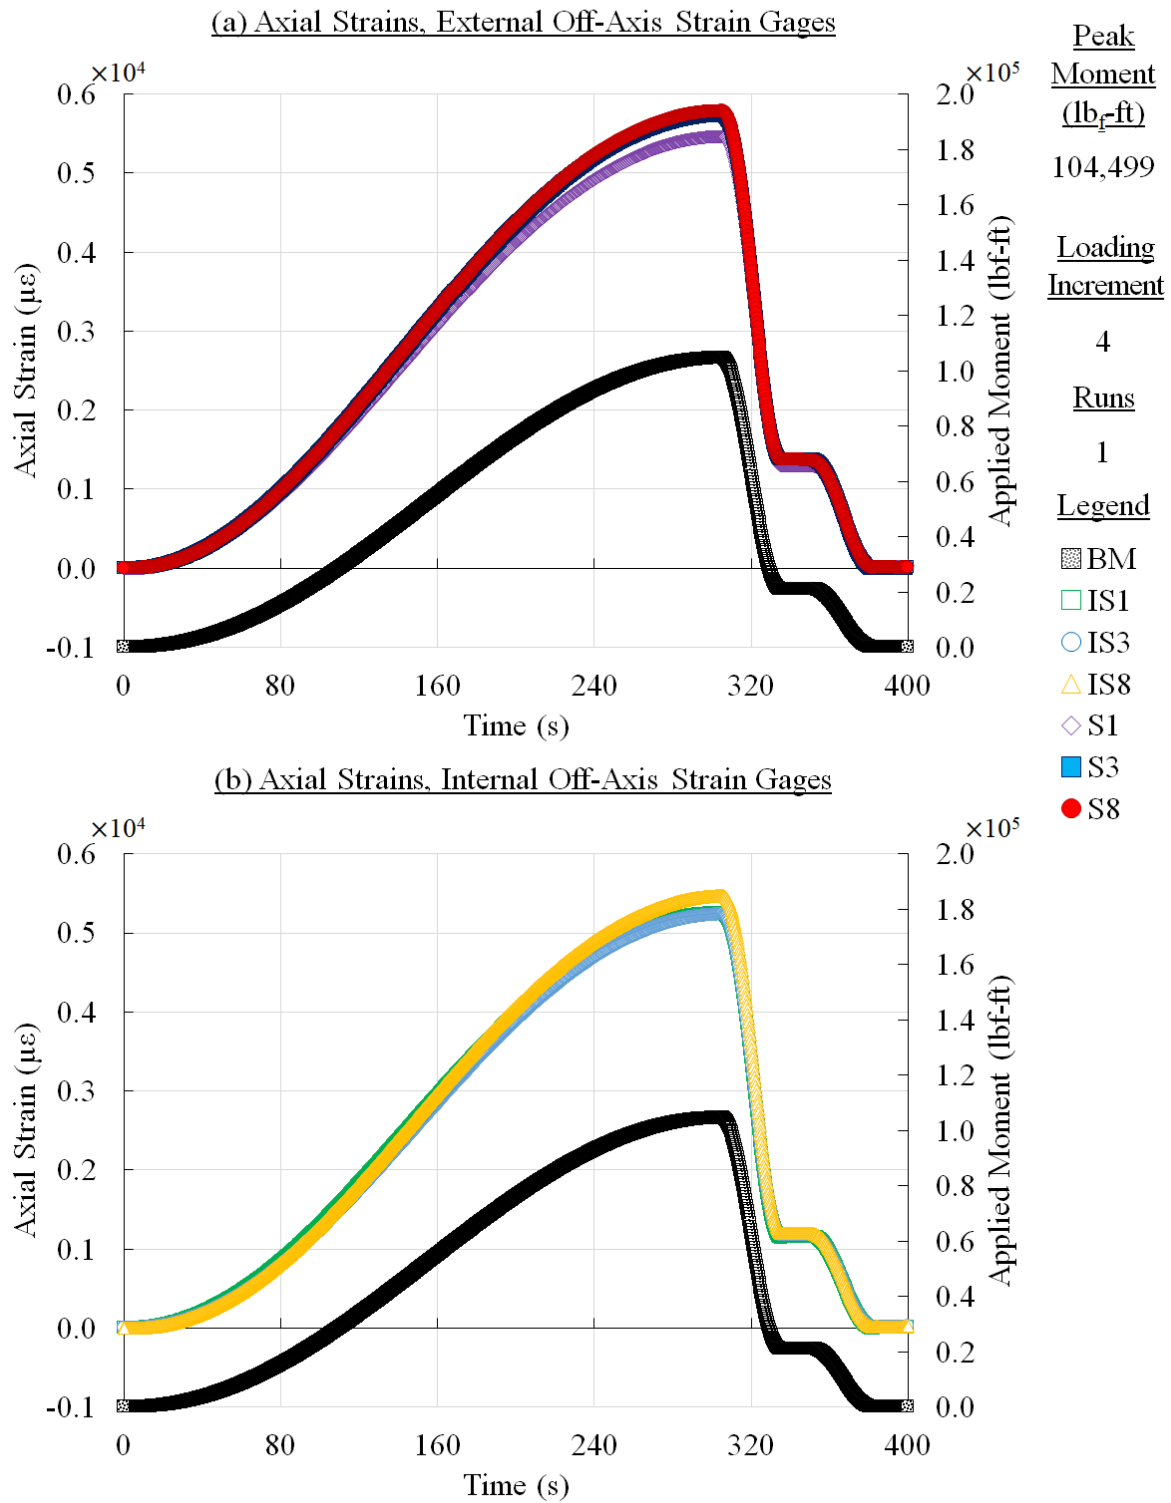 (a) Axial Strains, External Off-Axis Strain Gages
×10⁴
×10⁵
0.6
0.5
0.4
0.3
0.2
0.1
0.0
-0.1
Axial Strain (με)
2.0
1.8
1.6
1.4
1.2
1.0
0.8
0.6
0.4
0.2
0.0
Applied Moment (lbf-ft)
0 80 160 240 320 400
Time (s)
(b) Axial Strains, Internal Off-Axis Strain Gages
×10⁴
×10⁵
0.6
0.5
0.4
0.3
0.2
0.1
0.0
-0.1
Axial Strain (με)
2.0
1.8
1.6
1.4
1.2
1.0
0.8
0.6
0.4
0.2
0.0
Applied Moment (lbf-ft)
0 80 160 240 320 400
Time (s)
Peak
Moment
(lbf-ft)
104,499
Loading
Increment
4
Runs
1
Legend
BM
IS1
IS3
IS8
S1
S3
S8